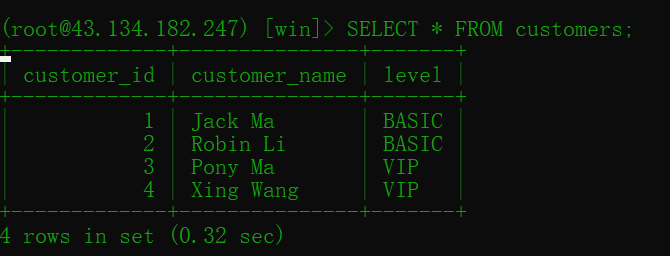 (root@43.134.182.247) [win]> SELECT * FROM customers;
+-------------+---------------+-------+
| customer_id | customer_name | level |
+-------------+---------------+-------+
|           1 | Jack Ma       | BASIC |
|           2 | Robin Li      | BASIC |
|           3 | Pony Ma       | VIP   |
|           4 | Xing Wang     | VIP   |
+-------------+---------------+-------+
4 rows in set (0.32 sec)